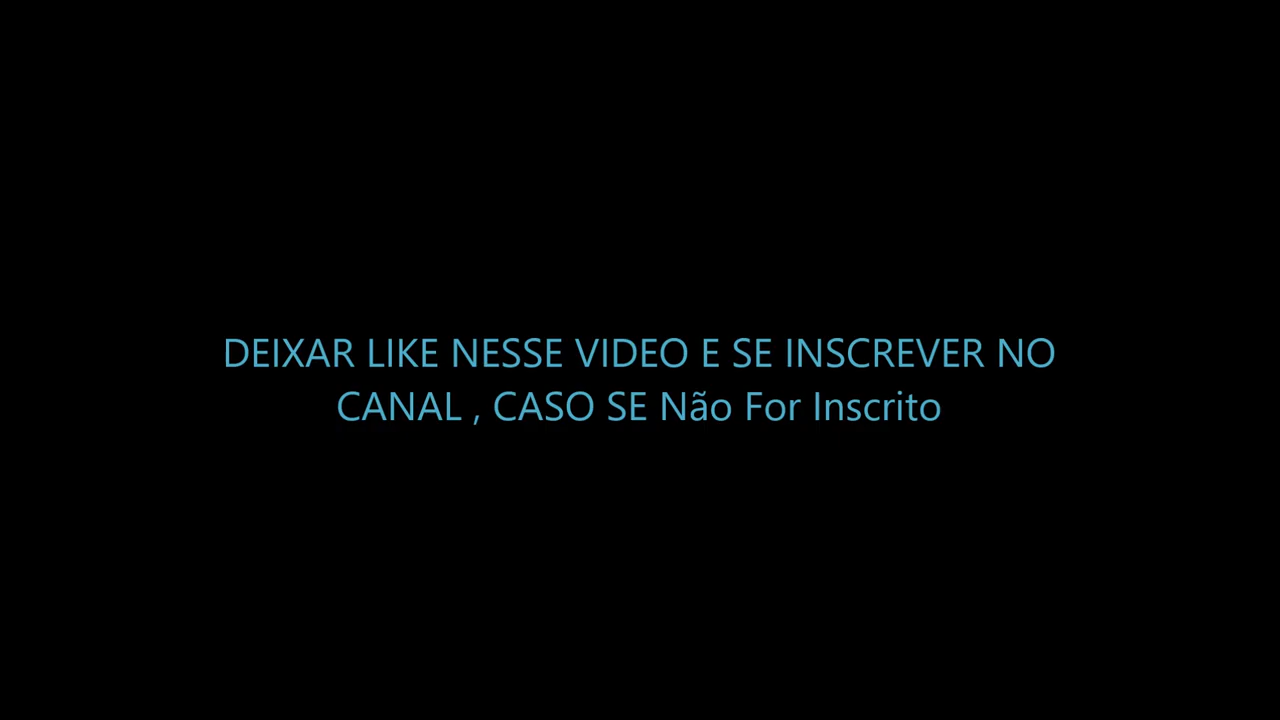 DEIXAR LIKE NESSE VIDEO E SE INSCREVER NO
CANAL , CASO SE Não For Inscrito